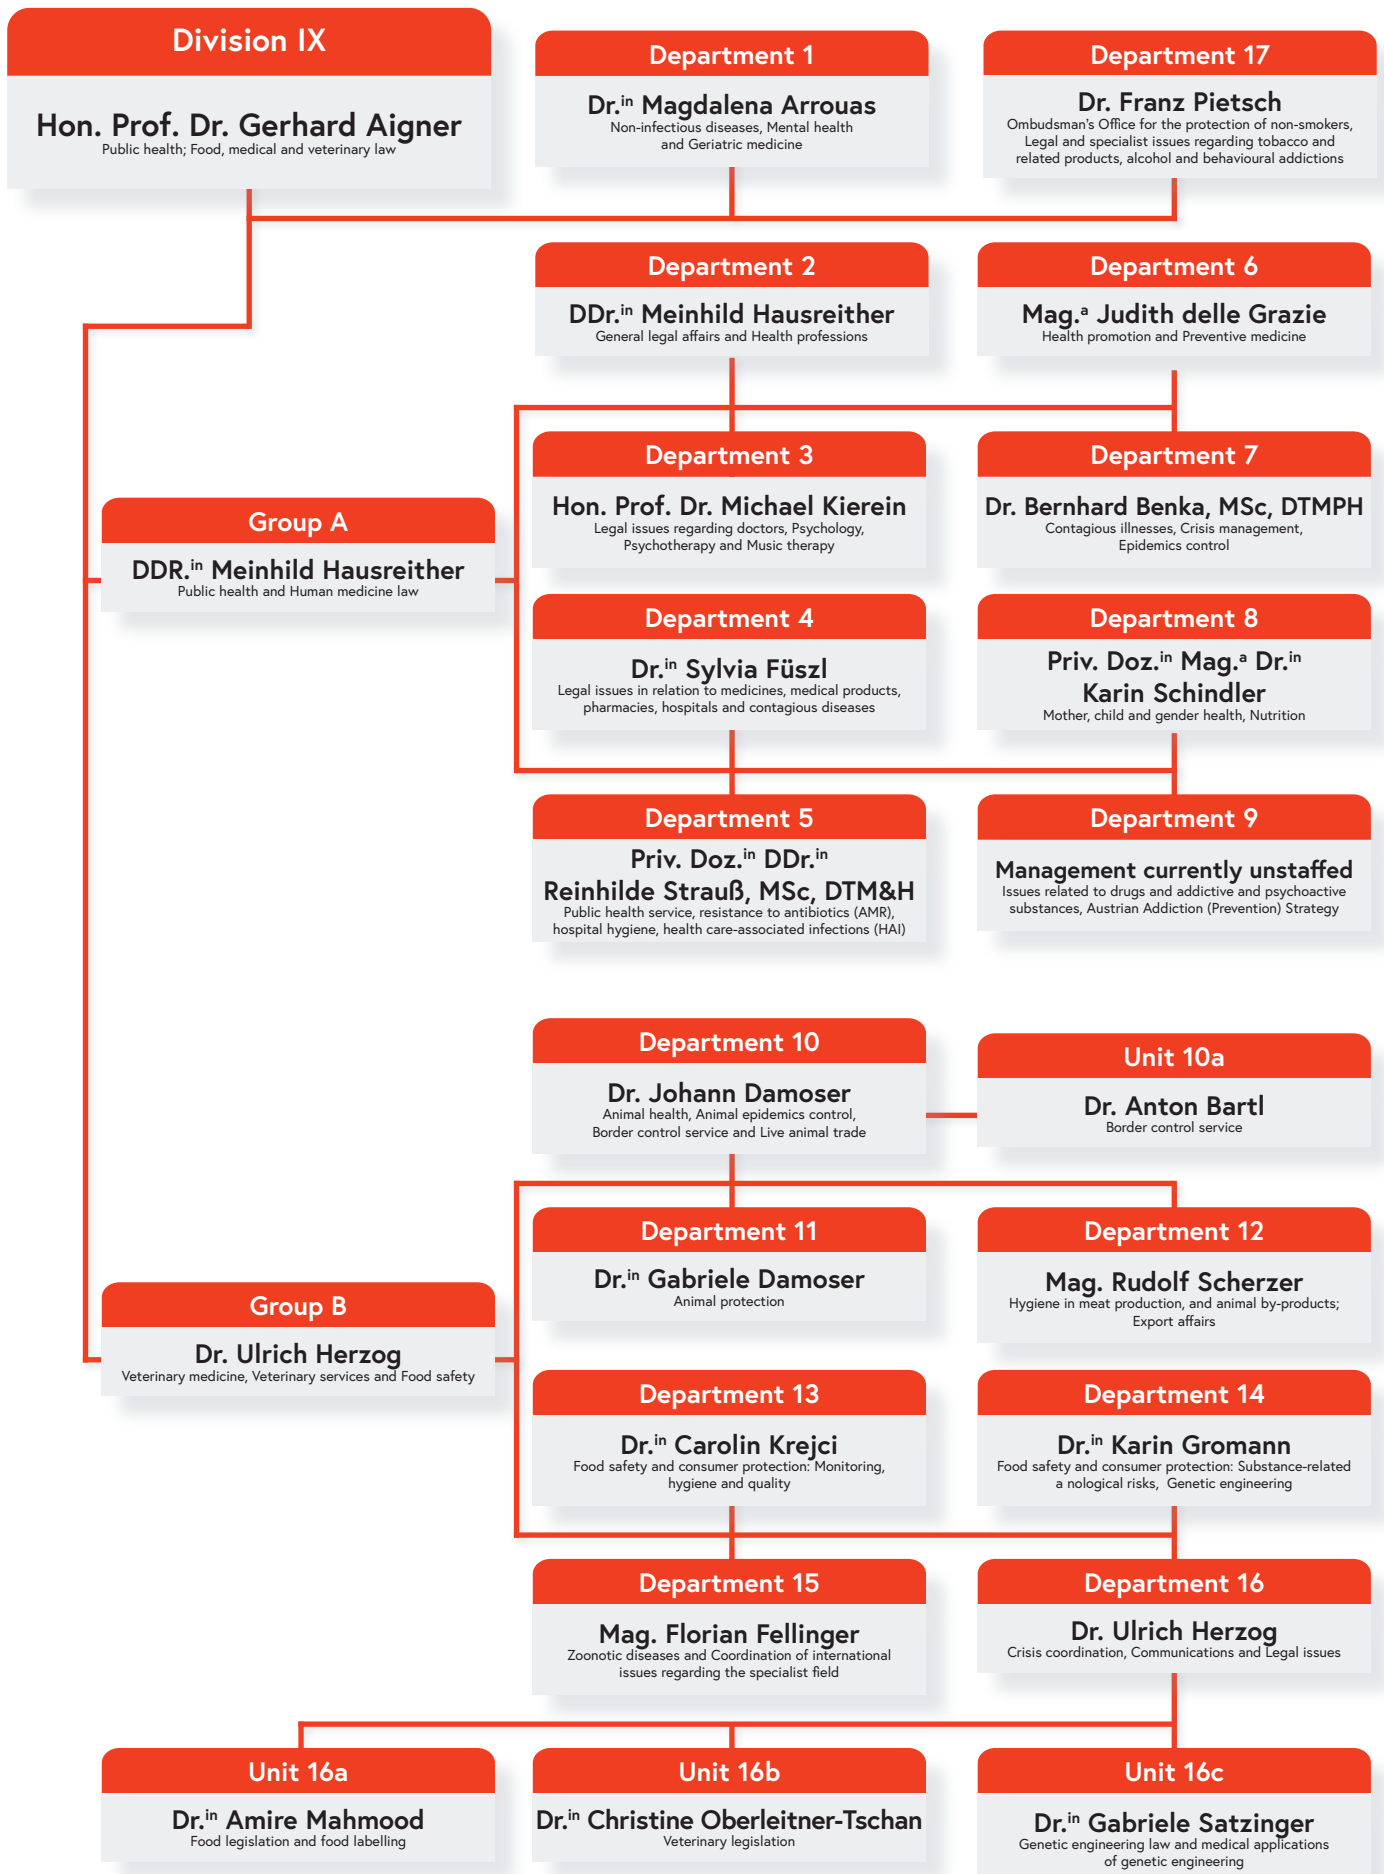 Division IX
Hon. Prof. Dr. Gerhard Aigner
Public health; Food, medical and veterinary law
Department 1
Dr.in Magdalena Arrouas
Non-infectious diseases, Mental health
and Geriatric medicine
Department 17
Dr. Franz Pietsch
Ombudsman's Office for the protection of non-smokers,
Legal and specialist issues regarding tobacco and
related products, alcohol and behavioural addictions
Department 2
DDr.in Meinhild Hausreither
General legal affairs and Health professions
Department 6
Mag.a Judith delle Grazie
Health promotion and Preventive medicine
Group A
DDR.in Meinhild Hausreither
Public health and Human medicine law
Department 3
Hon. Prof. Dr. Michael Kierein
Legal issues regarding doctors, Psychology,
Psychotherapy and Music therapy
Department 7
Dr. Bernhard Benka, MSc, DTMPH
Contagious illnesses, Crisis management,
Epidemics control
Department 4
Dr.in Sylvia Füszl
Legal issues in relation to medicines, medical products,
pharmacies, hospitals and contagious diseases
Department 8
Priv. Doz.in Mag.a Dr.in
Karin Schindler
Mother, child and gender health, Nutrition
Department 5
Priv. Doz.in DDr.in
Reinhilde Strauß, MSc, DTM&H
Public health service, resistance to antibiotics (AMR),
hospital hygiene, health care-associated infections (HAI)
Department 9
Management currently unstaffed
Issues related to drugs and addictive and psychoactive
substances, Austrian Addiction (Prevention) Strategy
Department 10
Dr. Johann Damoser
Animal health, Animal epidemics control,
Border control service and Live animal trade
Unit 10a
Dr. Anton Bartl
Border control service
Department 11
Dr.in Gabriele Damoser
Animal protection
Department 12
Mag. Rudolf Scherzer
Hygiene in meat production, and animal by-products;
Export affairs
Group B
Dr. Ulrich Herzog
Veterinary medicine, Veterinary services and Food safety
Department 13
Dr.in Carolin Krejci
Food safety and consumer protection: Monitoring,
hygiene and quality
Department 14
Dr.in Karin Gromann
Food safety and consumer protection: Substance-related
a nological risks, Genetic engineering
Department 15
Mag. Florian Fellinger
Zoonotic diseases and Coordination of international
issues regarding the specialist field
Department 16
Dr. Ulrich Herzog
Crisis coordination, Communications and Legal issues
Unit 16a
Dr.in Amire Mahmood
Food legislation and food labelling
Unit 16b
Dr.in Christine Oberleitner-Tschan
Veterinary legislation
Unit 16c
Dr.in Gabriele Satzinger
Genetic engineering law and medical applications
of genetic engineering